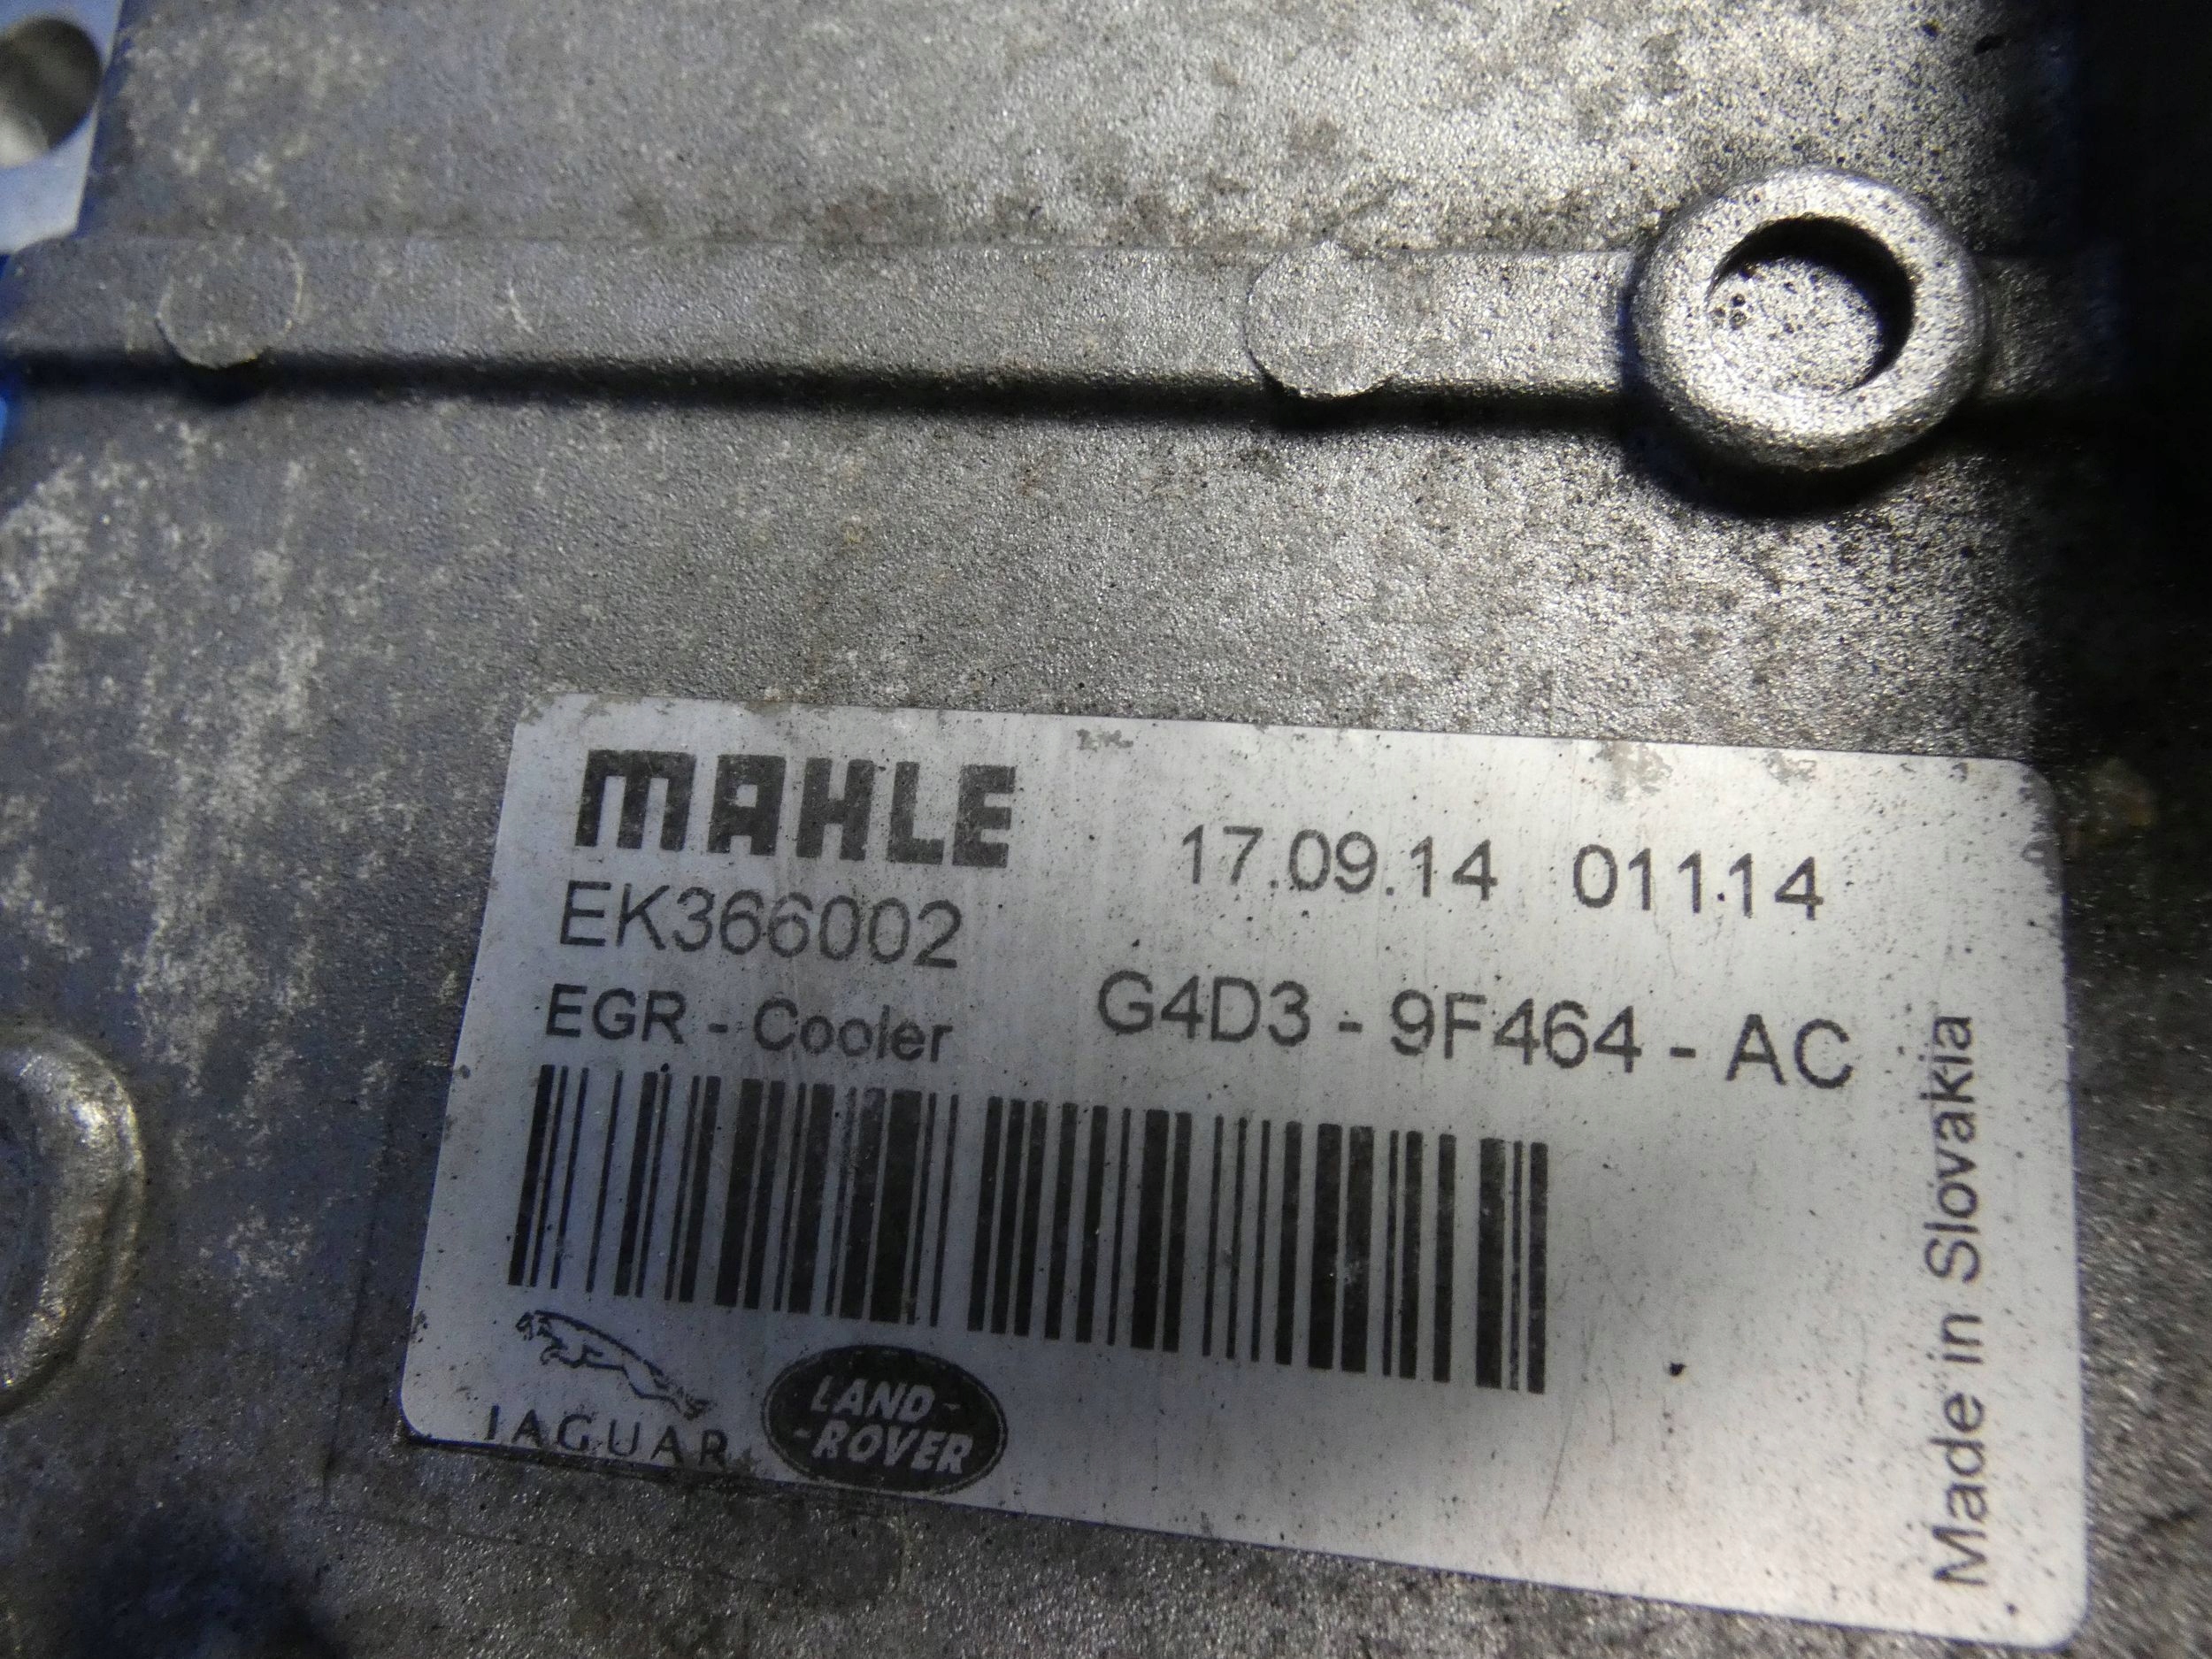 MAHLE
17.09.14 01114
EK366002
G4D3 - 9F464 - AC
EGR - Cooler
Made in Slovakia
JAGUAR
LAND-
-ROVER